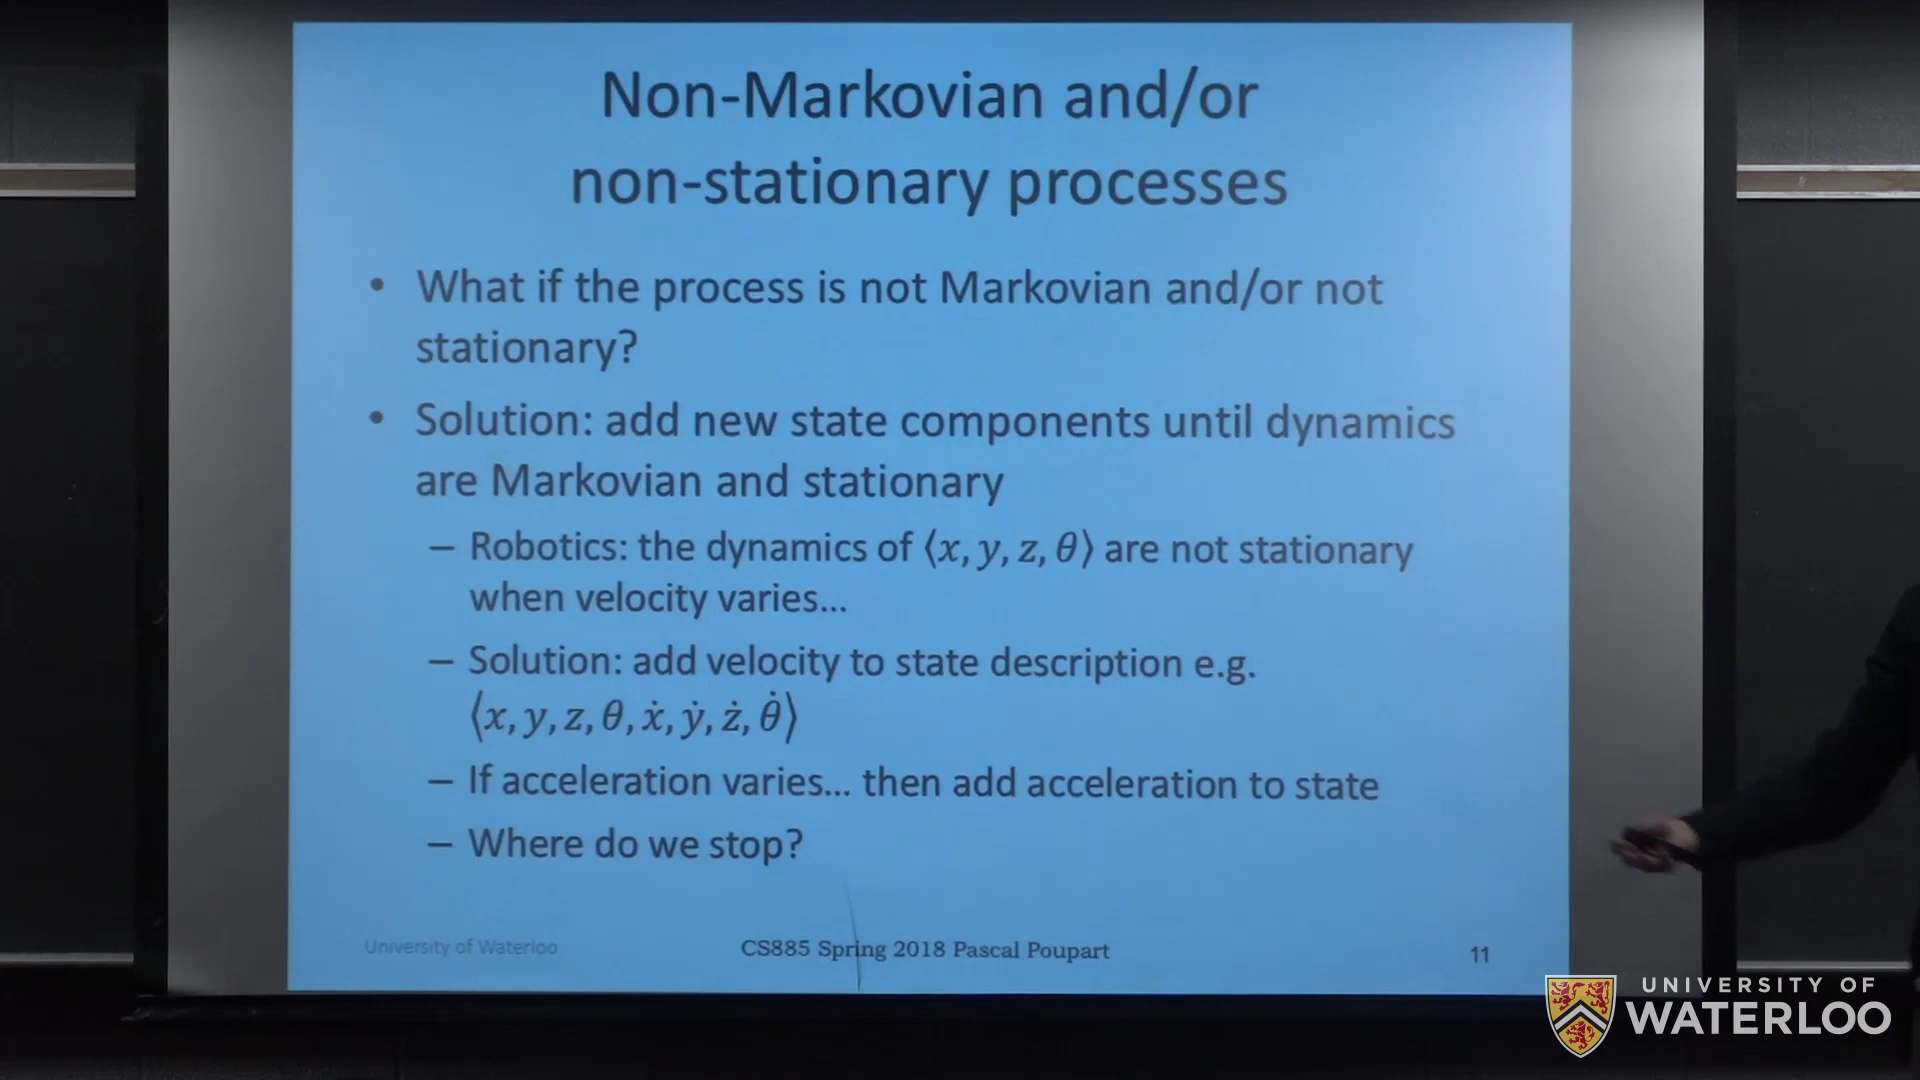 Non-Markovian and/or
non-stationary processes
• What if the process is not Markovian and/or not
stationary?
• Solution: add new state components until dynamics
are Markovian and stationary
– Robotics: the dynamics of ⟨x, y, z, θ⟩ are not stationary
when velocity varies...
– Solution: add velocity to state description e.g.
⟨x, y, z, θ, ẋ, ẏ, ż, θ̇⟩
– If acceleration varies... then add acceleration to state
– Where do we stop?
University of Waterloo
CS885 Spring 2018 Pascal Poupart
11
UNIVERSITY OF
WATERLOO